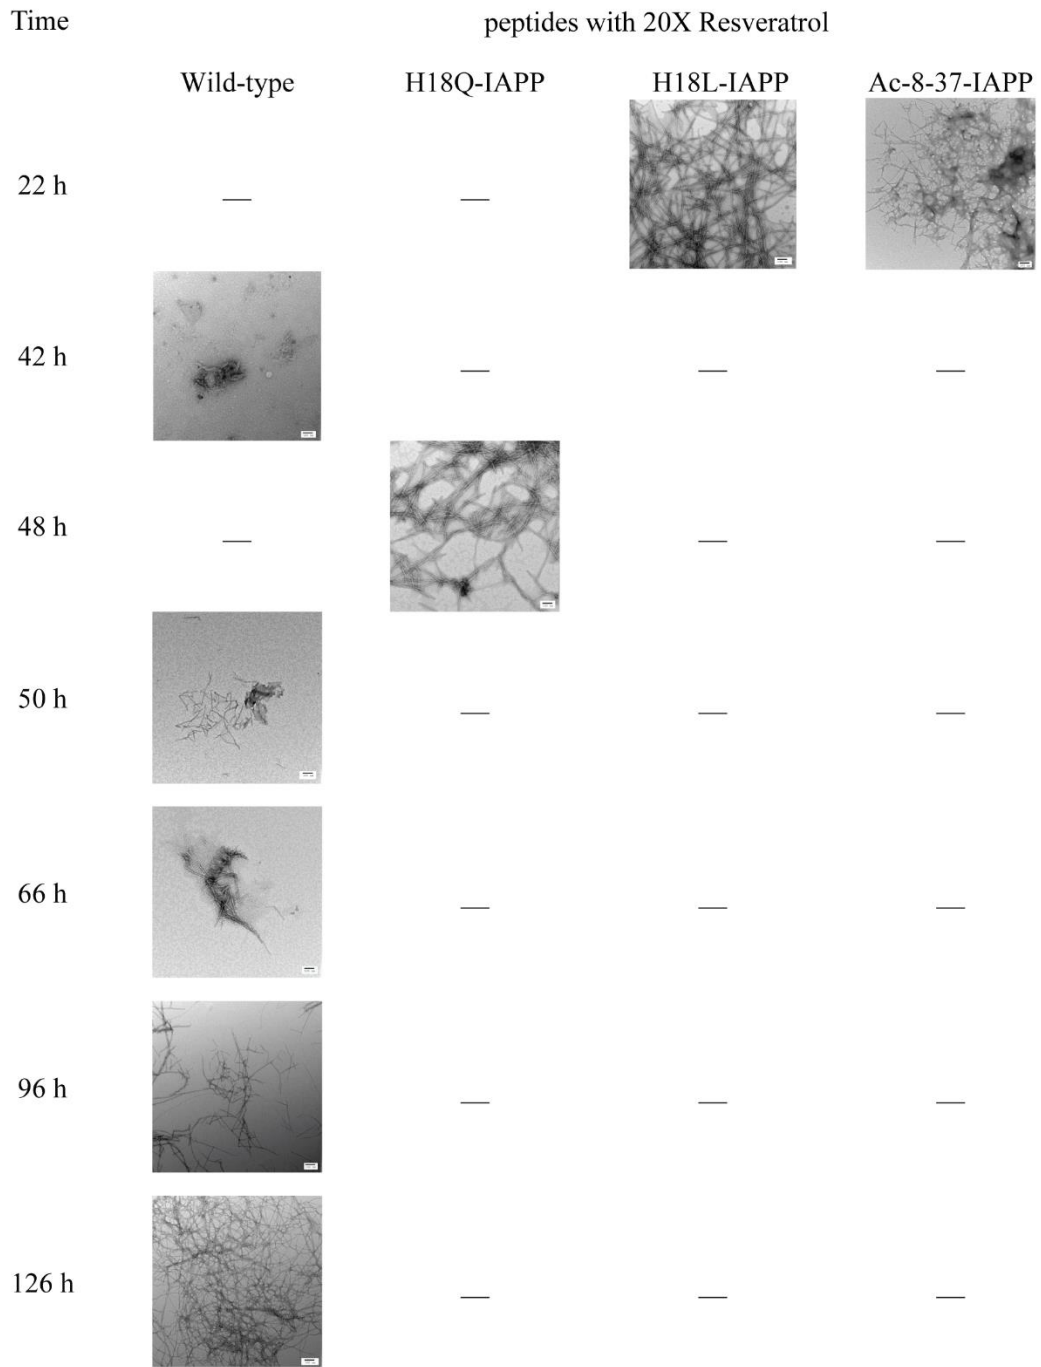 Time peptides with 20X Resveratrol
Wild-type H18Q-IAPP H18L-IAPP Ac-8-37-IAPP
22 h — —
42 h — — —
48 h — — —
50 h — — —
66 h — — —
96 h — — —
126 h — — —